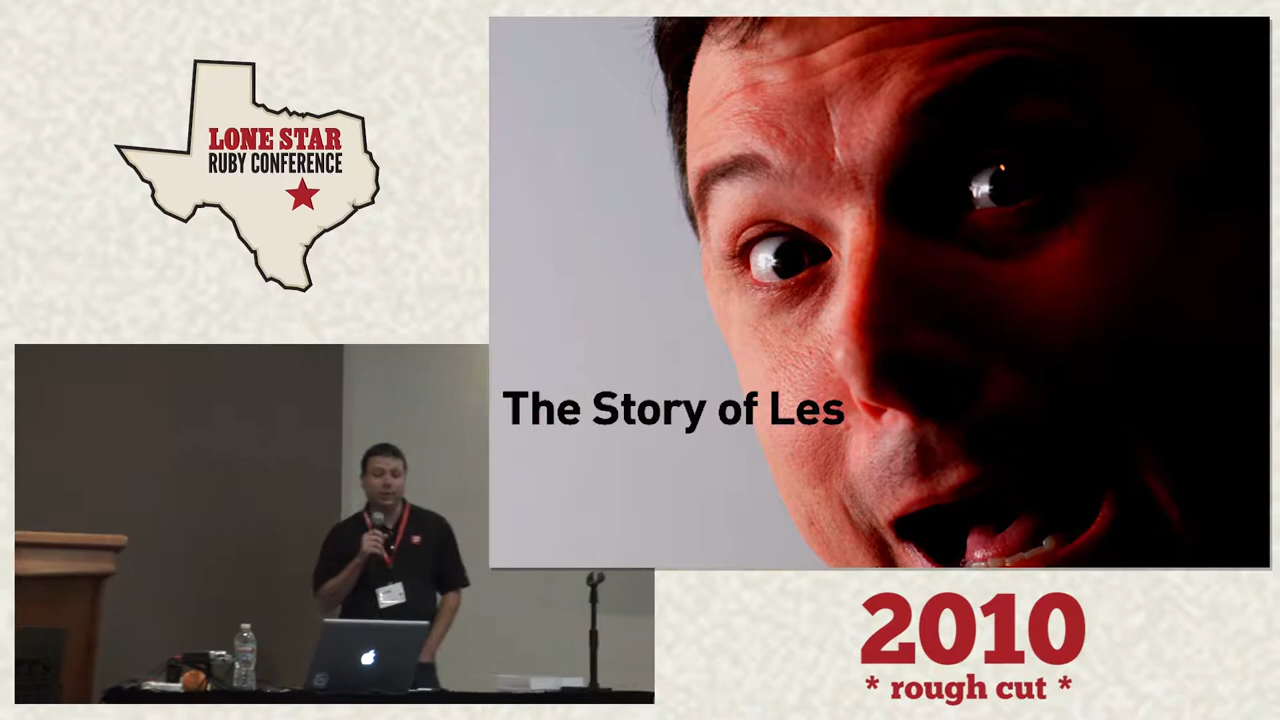 LONE STAR
RUBY CONFERENCE
The Story of Les
2010
* rough cut *